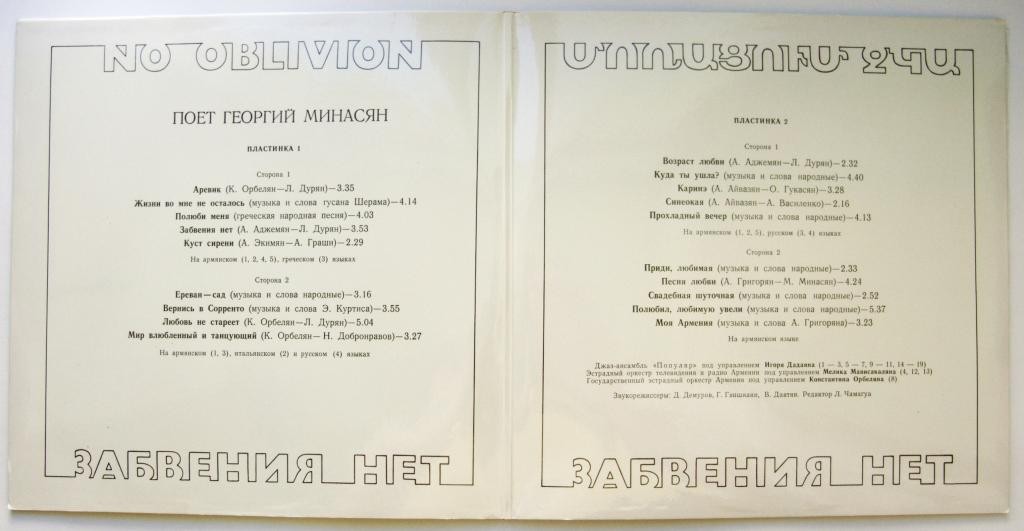 NO OBLIVION
ПОЕТ ГЕОРГИЙ МИНАСЯН
ПЛАСТИНКА 1
Сторона 1
Аревик (К. Орбелян—Л. Дурян)—3.35
Жизни во мне не осталось (музыка и слова гусана Шерама)—4.14
Полюби меня (греческая народная песня)—4.03
Забвения нет (А. Аджемян—Л. Дурян)—3.53
Куст сирени (А. Экимян—А. Граши)—2.29
На армянском (1, 2, 4, 5), греческом (3) языках
Сторона 2
Ереван—сад (музыка и слова народные)—3.16
Вернись в Сорренто (музыка и слова Э. Куртиса)—3.55
Любовь не стареет (К. Орбелян—Л. Дурян)—5.04
Мир влюбленный и танцующий (К. Орбелян—Н. Добронравов)—3.27
На армянском (1, 3), итальянском (2) и русском (4) языках
ЗАБВЕНИЯ НЕТ
ՄՈՌԱՑՈՒՄ ՉԿԱ
ПЛАСТИНКА 2
Сторона 1
Возраст любви (А. Аджемян—Л. Дурян)—2.32
Куда ты ушла? (музыка и слова народные)—4.40
Каринэ (А. Айвазян—О. Гукасян)—3.28
Синеокая (А. Айвазян—А. Василенко)—2.16
Прохладный вечер (музыка и слова народные)—4.13
На армянском (1, 2, 5), русском (3, 4) языках
Сторона 2
Приди, любимая (музыка и слова народные)—2.33
Песня любви (А. Григорян—М. Минасян)—4.24
Свадебная шуточная (музыка и слова народные)—2.52
Полюбил, любимую увели (музыка и слова народные)—5.37
Моя Армения (музыка и слова А. Григоряна)—3.23
На армянском языке
Джаз-ансамбль «Популяр» под управлением Игоря Дадаяна (1 — 3, 5 — 7, 9 — 11, 14 — 19)
Эстрадный оркестр телевидения и радио Армении под управлением Мелика Мависакаляна (4, 12, 13)
Государственный эстрадный оркестр Армении под управлением Константина Орбеляна (8)
Звукорежиссеры: Д. Демуров, Г. В. Даятян. Редактор Л. Чамагуа
ЗАБВЕНИЯ НЕТ